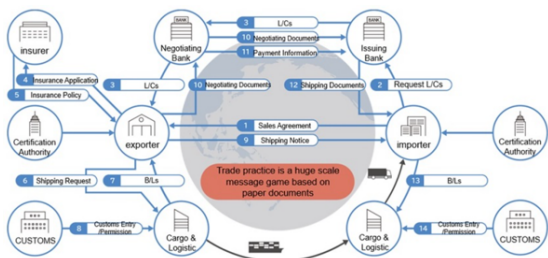 3 L/Cs
10 Negotiating Documents
11 Payment Information
insurer
Negotiating
Bank
Issuing
Bank
4 Insurance Application
5 Insurance Policy
3 L/Cs
10 Negotiating Documents
12 Shipping Documents
2 Request L/Cs
Certification
Authority
exporter
1 Sales Agreement
9 Shipping Notice
importer
Certification
Authority
Trade practice is a huge scale
message game based on
paper documents
6 Shipping Request
7 B/Ls
13 B/Ls
CUSTOMS
8 Customs Entry
/Permission
Cargo &
Logistic
Cargo &
Logistic
14 Customs Entry
/Permission
CUSTOMS